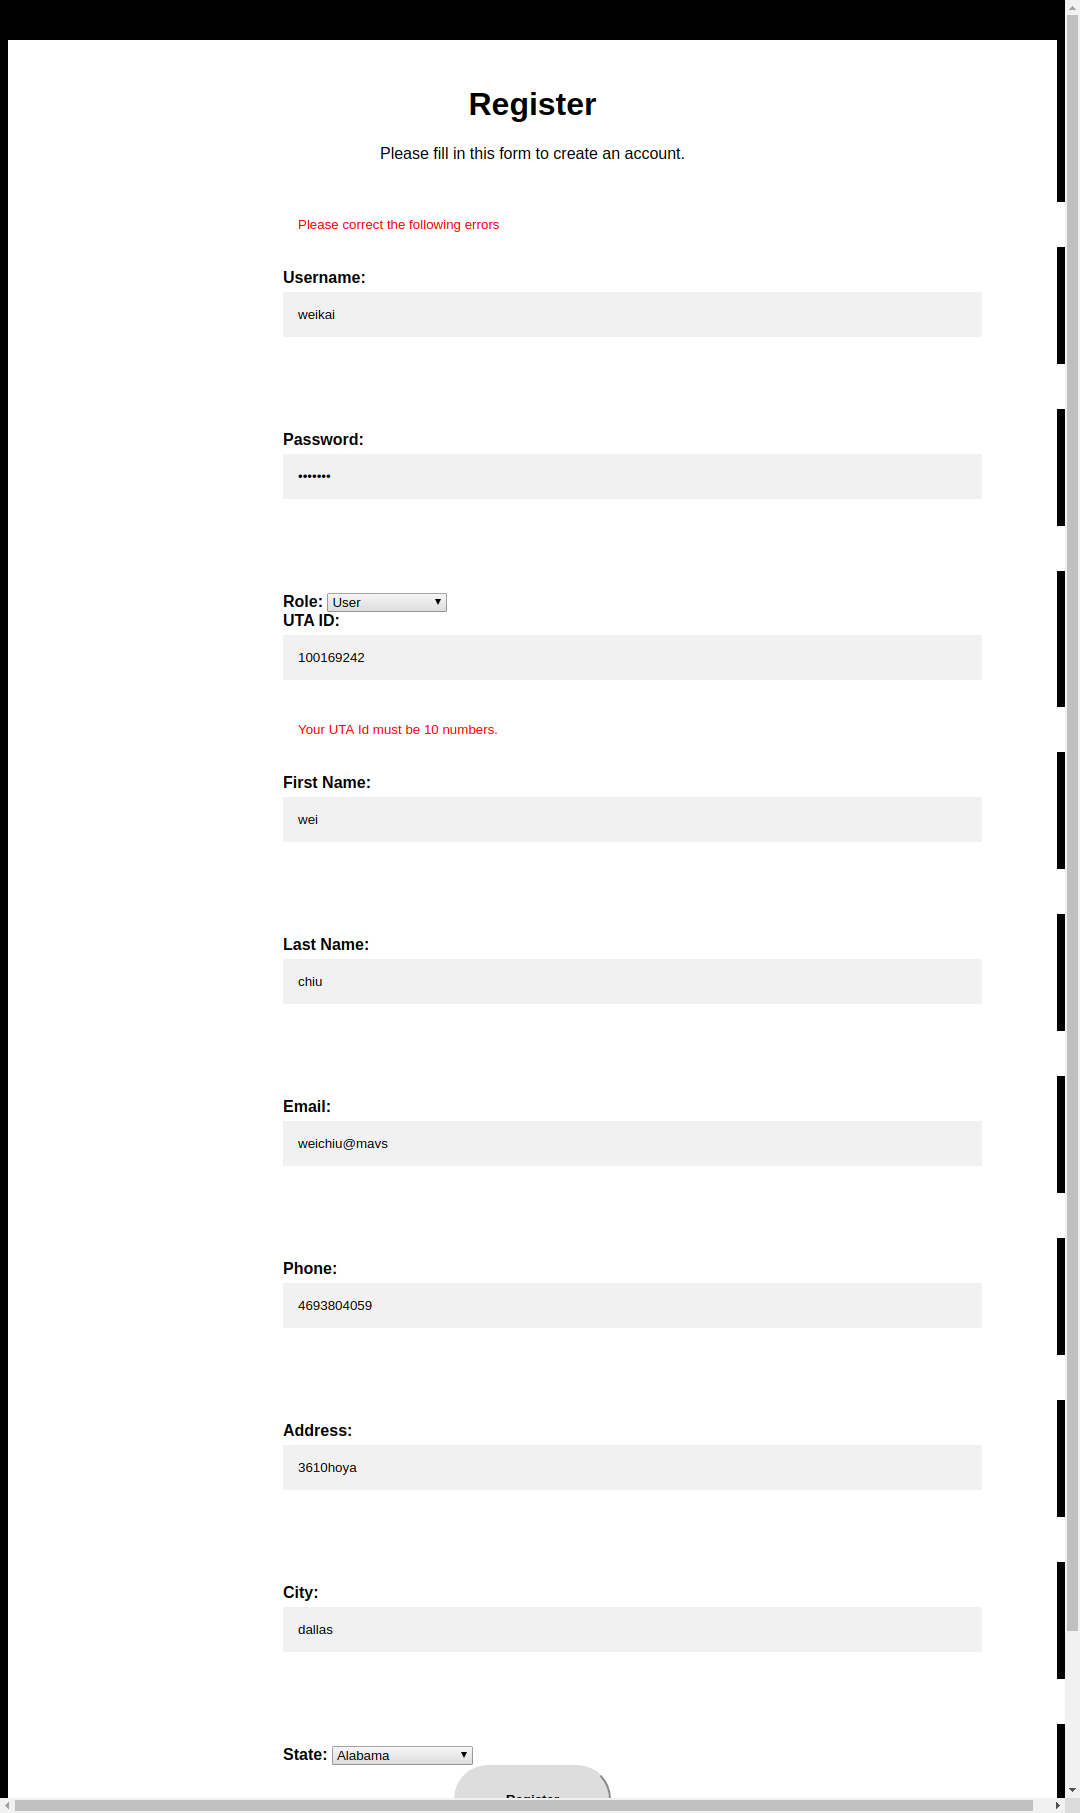 Register
Please fill in this form to create an account.
Please correct the following errors
Username:
weikai
Password:
•••••••
Role: User
UTA ID:
100169242
Your UTA Id must be 10 numbers.
First Name:
wei
Last Name:
chiu
Email:
weichiu@mavs
Phone:
4693804059
Address:
3610hoya
City:
dallas
State: Alabama
Register